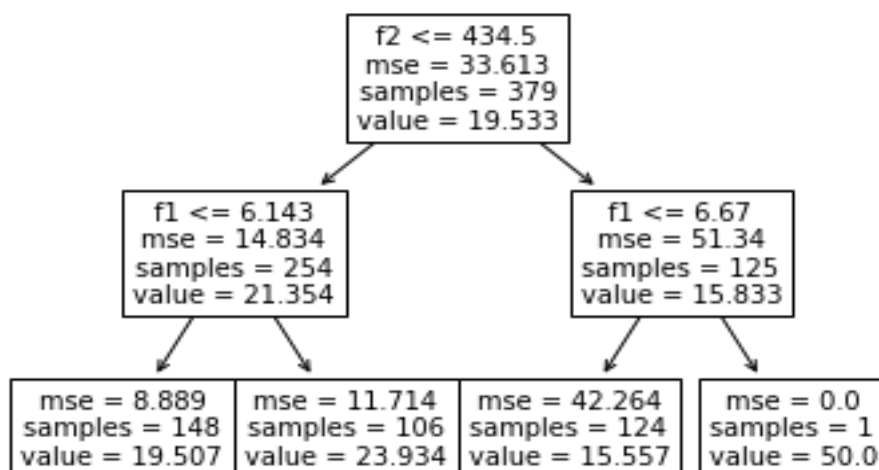 f2 <= 434.5
mse = 33.613
samples = 379
value = 19.533
f1 <= 6.143
mse = 14.834
samples = 254
value = 21.354
f1 <= 6.67
mse = 51.34
samples = 125
value = 15.833
mse = 8.889
samples = 148
value = 19.507
mse = 11.714
samples = 106
value = 23.934
mse = 42.264
samples = 124
value = 15.557
mse = 0.0
samples = 1
value = 50.0